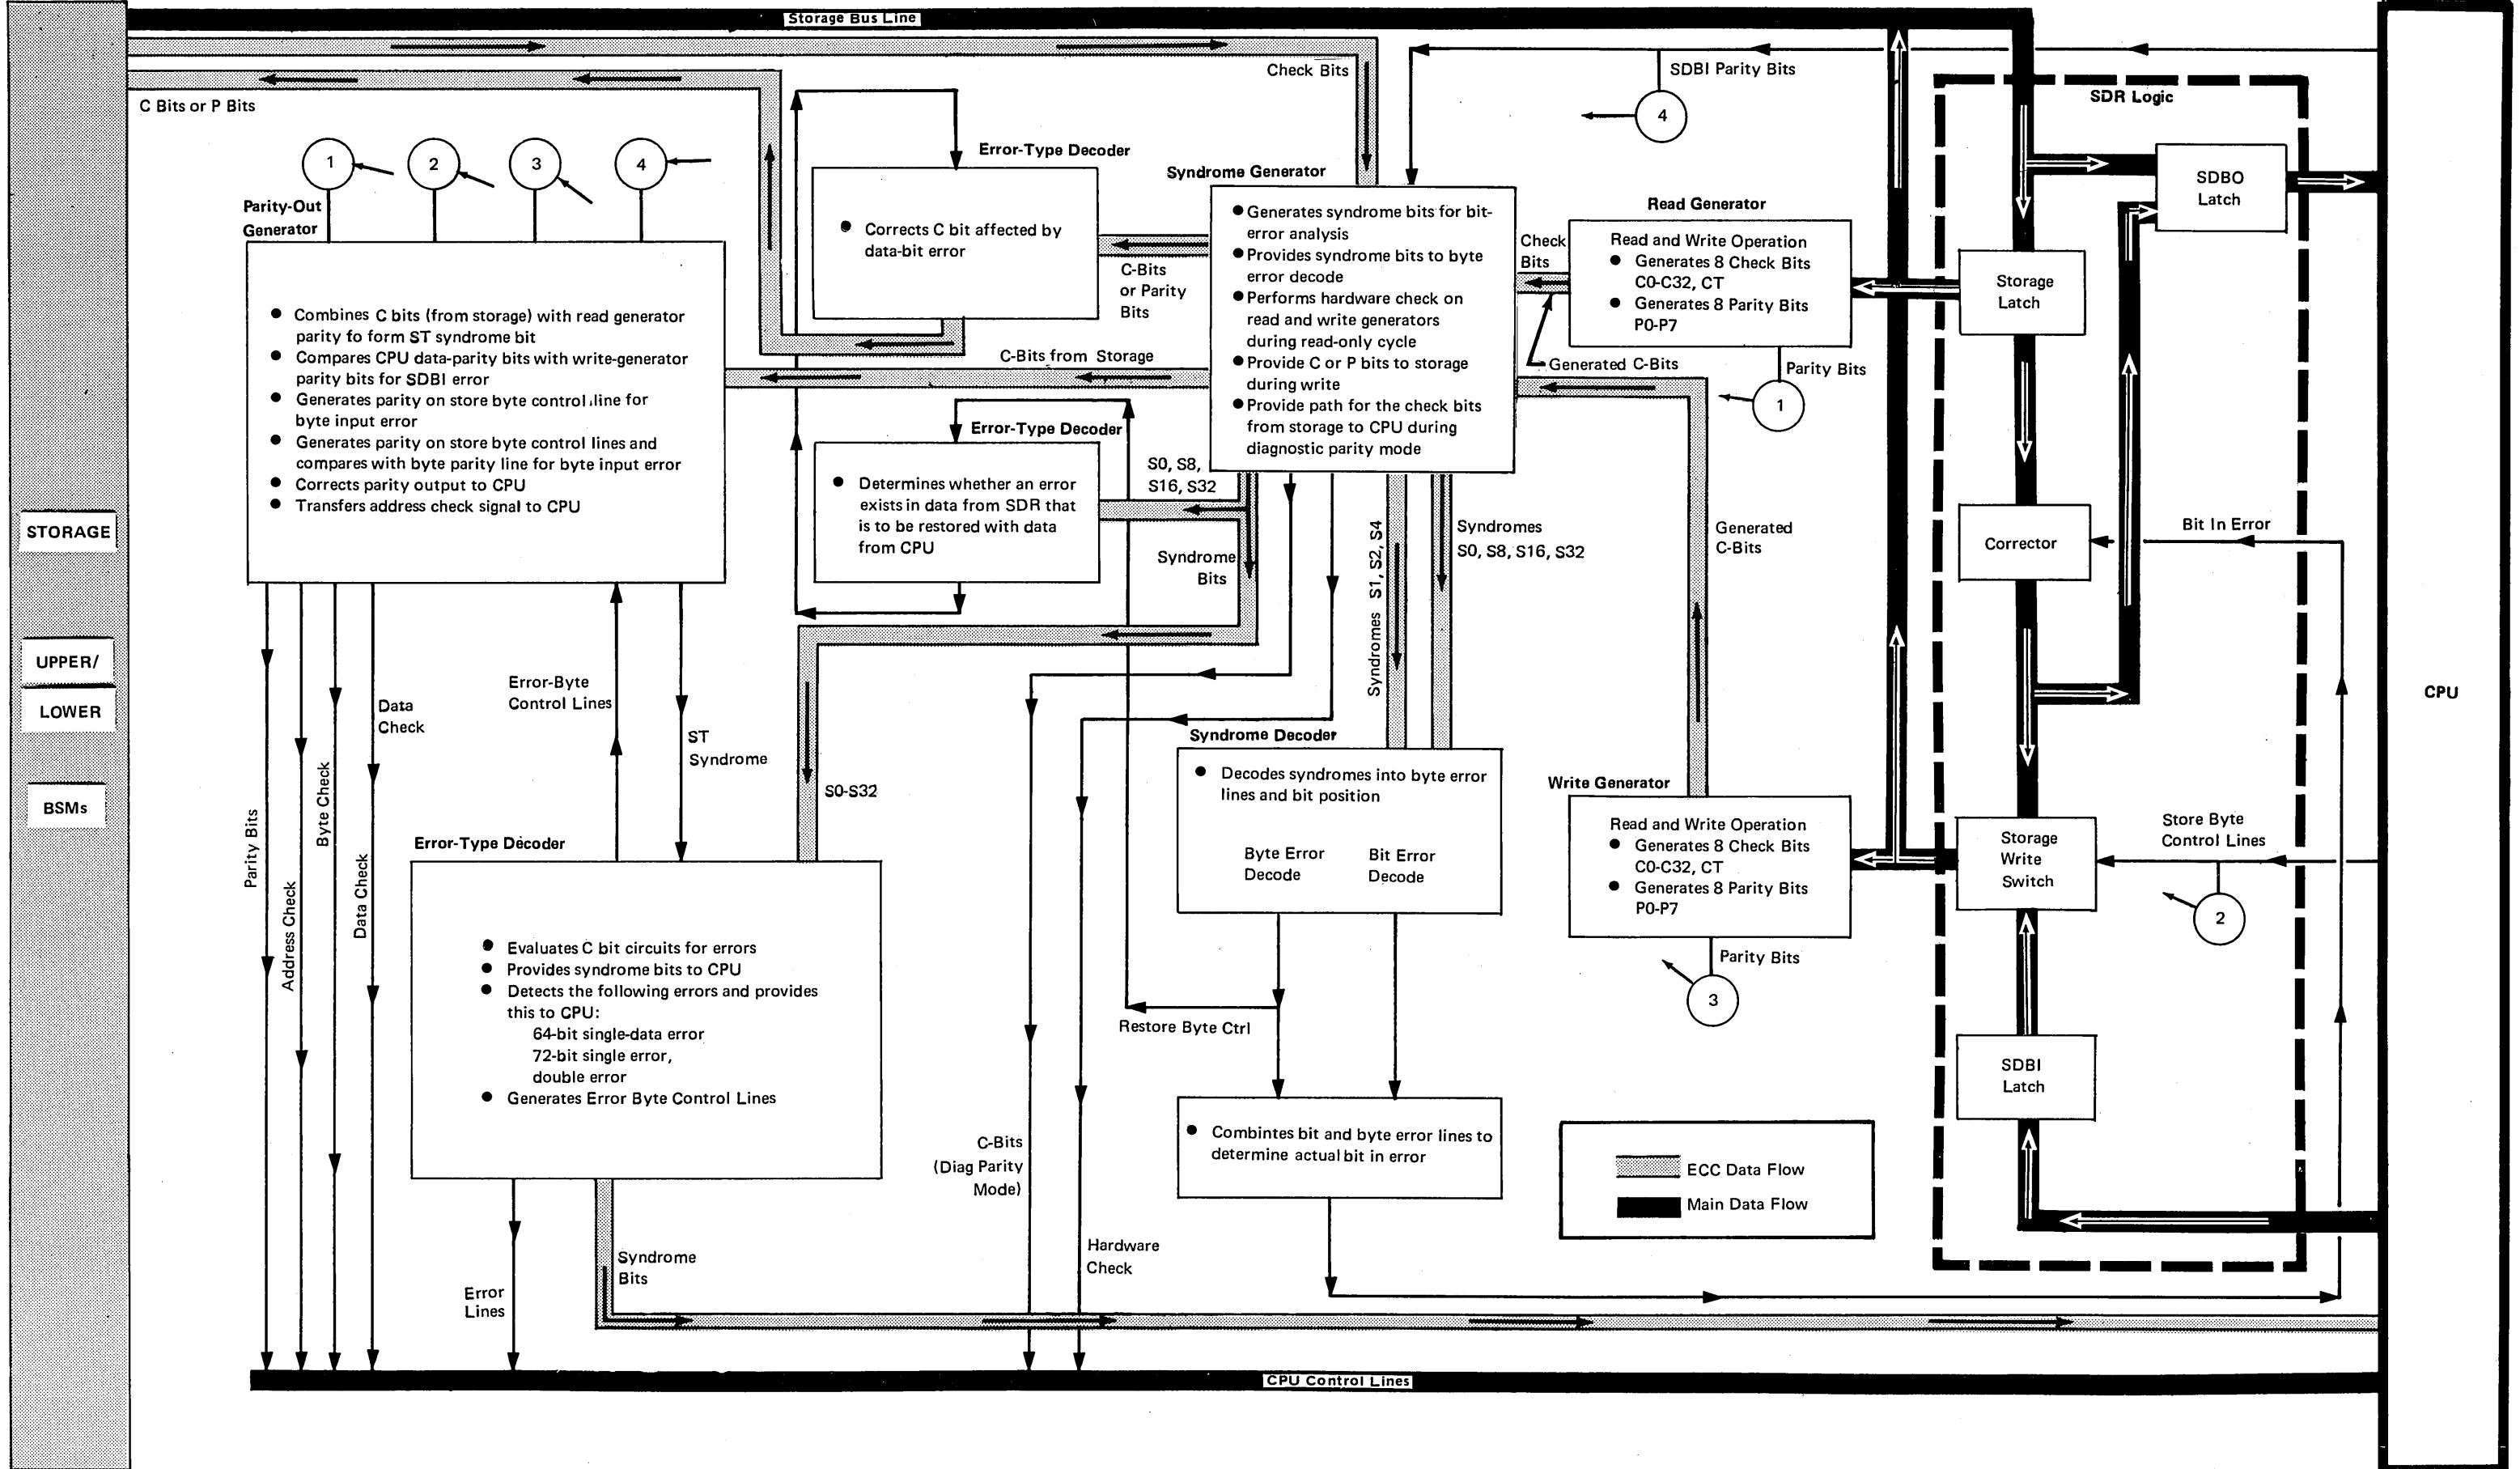 Storage Bus Line
Check Bits
SDBI Parity Bits
4
SDR Logic
C Bits or P Bits
1
2
3
4
Parity-Out
Generator
● Combines C bits (from storage) with read generator
parity fo form ST syndrome bit
● Compares CPU data-parity bits with write-generator
parity bits for SDBI error
● Generates parity on store byte control line for
byte input error
● Generates parity on store byte control lines and
compares with byte parity line for byte input error
● Corrects parity output to CPU
● Transfers address check signal to CPU
Error-Type Decoder
● Corrects C bit affected by
data-bit error
C-Bits
or Parity
Bits
C-Bits from Storage
Syndrome Generator
● Generates syndrome bits for bit-
error analysis
● Provides syndrome bits to byte
error decode
● Performs hardware check on
read and write generators
during read-only cycle
● Provide C or P bits to storage
during write
● Provide path for the check bits
from storage to CPU during
diagnostic parity mode
Check
Bits
Generated C-Bits
Read Generator
Read and Write Operation
● Generates 8 Check Bits
C0-C32, CT
● Generates 8 Parity Bits
P0-P7
Parity Bits
1
SDBO
Latch
Storage
Latch
Error-Type Decoder
● Determines whether an error
exists in data from SDR that
is to be restored with data
from CPU
S0, S8,
S16, S32
Syndrome
Bits
Syndromes S1, S2, S4
Syndromes
S0, S8, S16, S32
Generated
C-Bits
Corrector
Bit In Error
STORAGE
UPPER/
LOWER
BSMs
CPU
Parity Bits
Address Check
Byte Check
Data Check
Data
Check
Error-Byte
Control Lines
ST
Syndrome
S0-S32
Error-Type Decoder
● Evaluates C bit circuits for errors
● Provides syndrome bits to CPU
● Detects the following errors and provides
this to CPU:
64-bit single-data error
72-bit single error,
double error
● Generates Error Byte Control Lines
Syndrome Decoder
● Decodes syndromes into byte error
lines and bit position
Byte Error
Decode
Bit Error
Decode
Restore Byte Ctrl
● Combintes bit and byte error lines to
determine actual bit in error
Write Generator
Read and Write Operation
● Generates 8 Check Bits
C0-C32, CT
● Generates 8 Parity Bits
P0-P7
Parity Bits
3
Storage
Write
Switch
Store Byte
Control Lines
2
SDBI
Latch
C-Bits
(Diag Parity
Mode)
Hardware
Check
Error
Lines
Syndrome
Bits
ECC Data Flow
Main Data Flow
CPU Control Lines